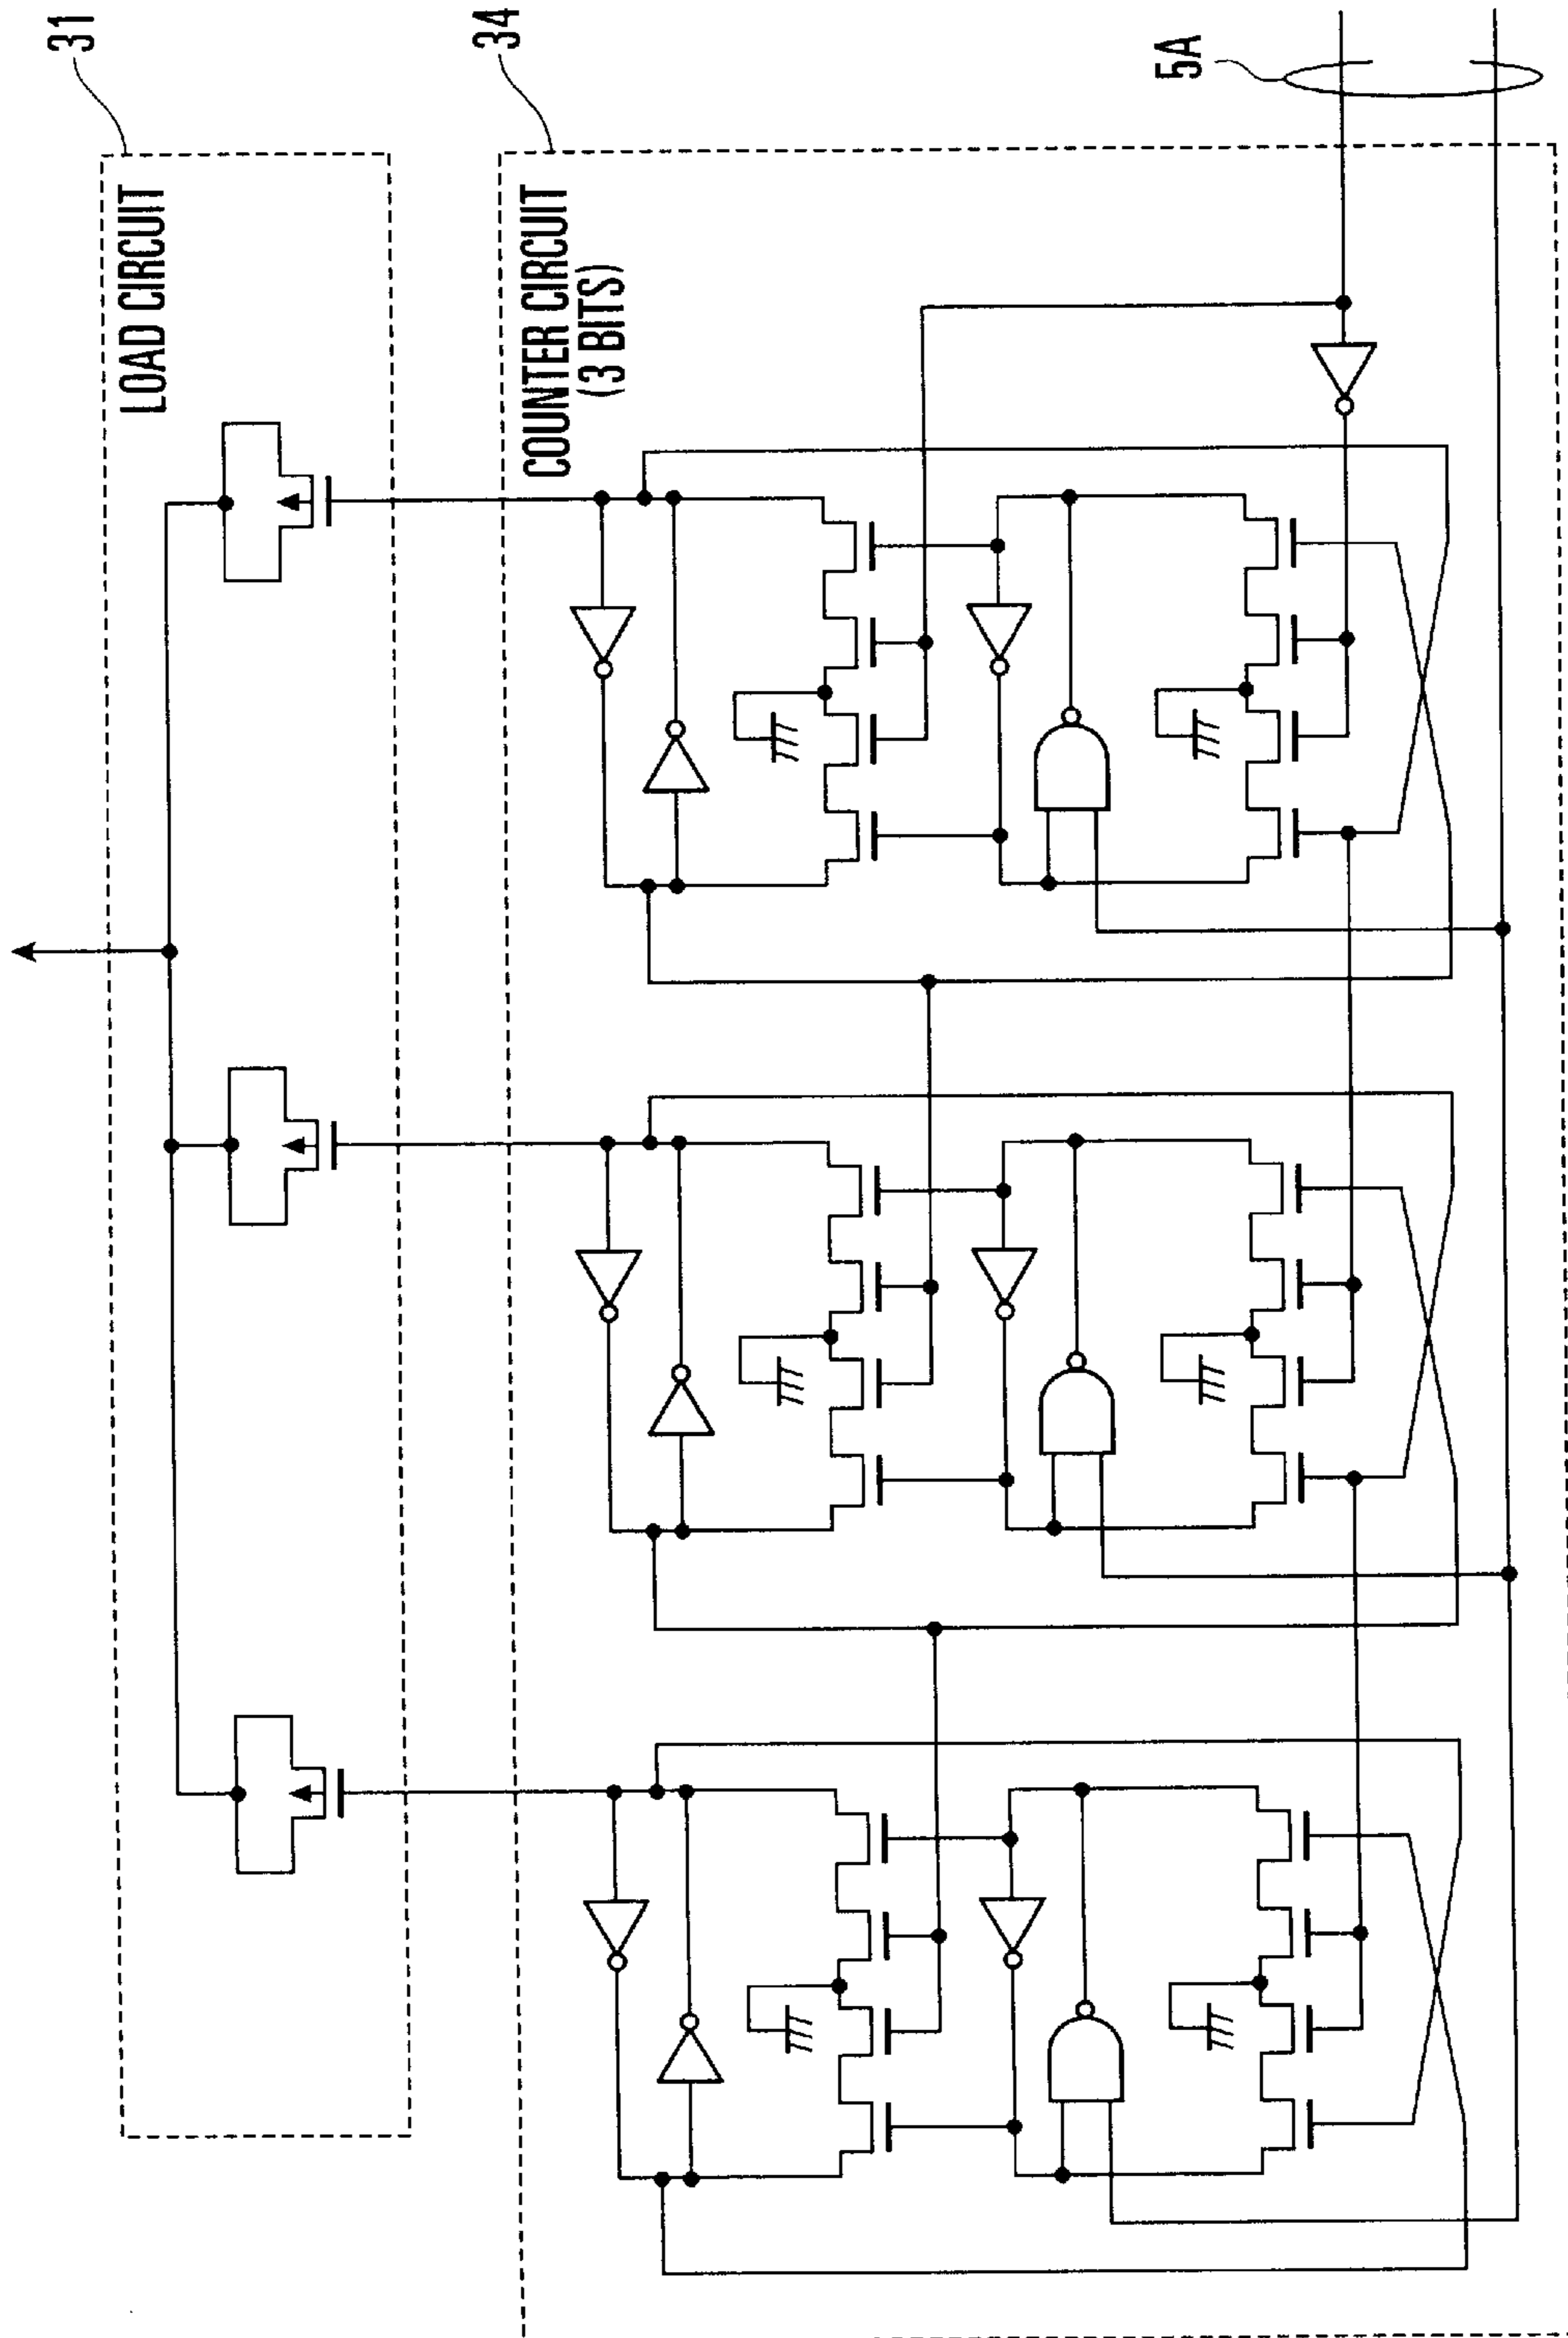 31
LOAD CIRCUIT
34
COUNTER CIRCUIT
(3 BITS)
5A